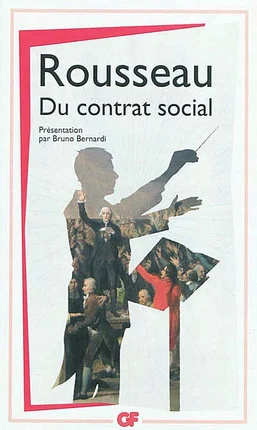 Rousseau
Du contrat social
Présentation
par Bruno Bernardi
GF